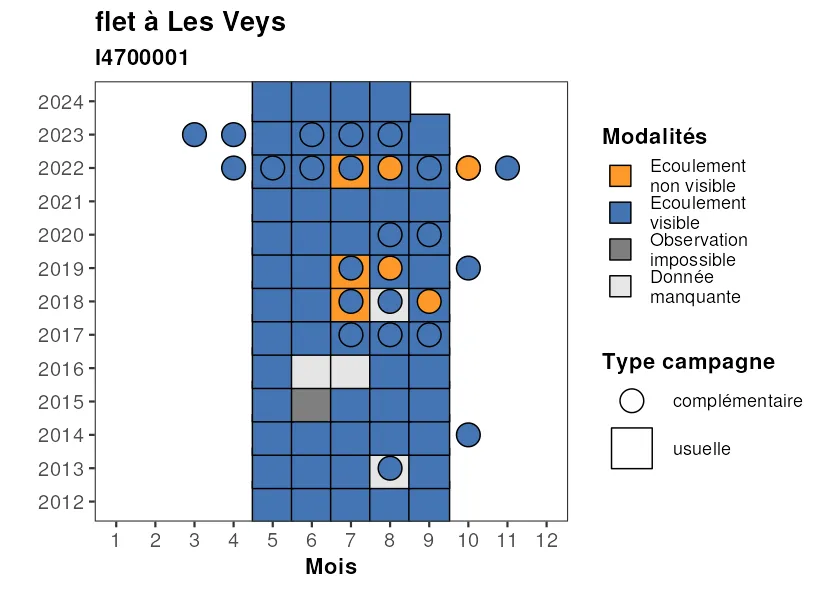 flet à Les Veys
I4700001
2024
2023
2022
2021
2020
2019
2018
2017
2016
2015
2014
2013
2012
1 2 3 4 5 6 7 8 9 10 11 12
Mois
Modalités
Ecoulement
non visible
Ecoulement
visible
Observation
impossible
Donnée
manquante
Type campagne
complémentaire
usuelle